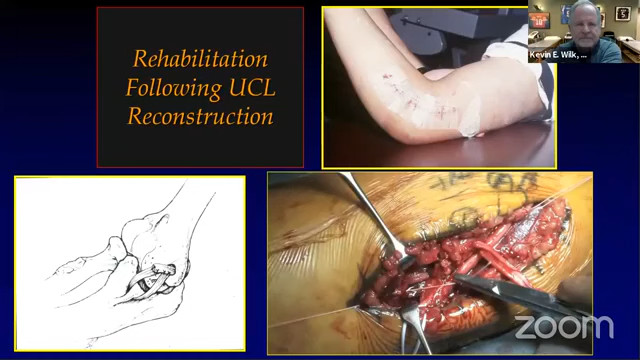 Rehabilitation
Following UCL
Reconstruction
Kevin E. Wilk, ...
zoom